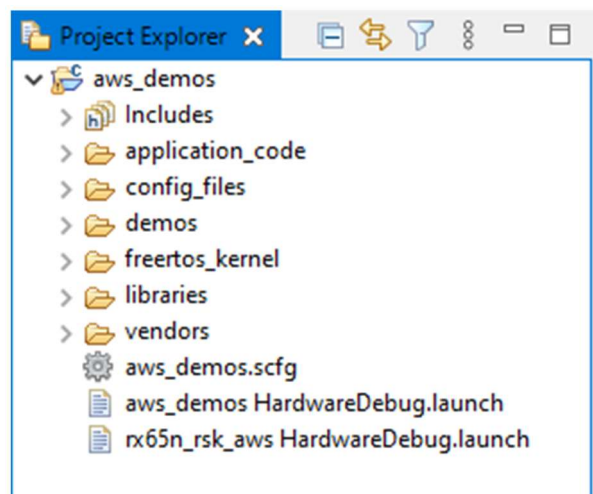 Project Explorer
aws_demos
Includes
application_code
config_files
demos
freertos_kernel
libraries
vendors
aws_demos.scfg
aws_demos HardwareDebug.launch
rx65n_rsk_aws HardwareDebug.launch